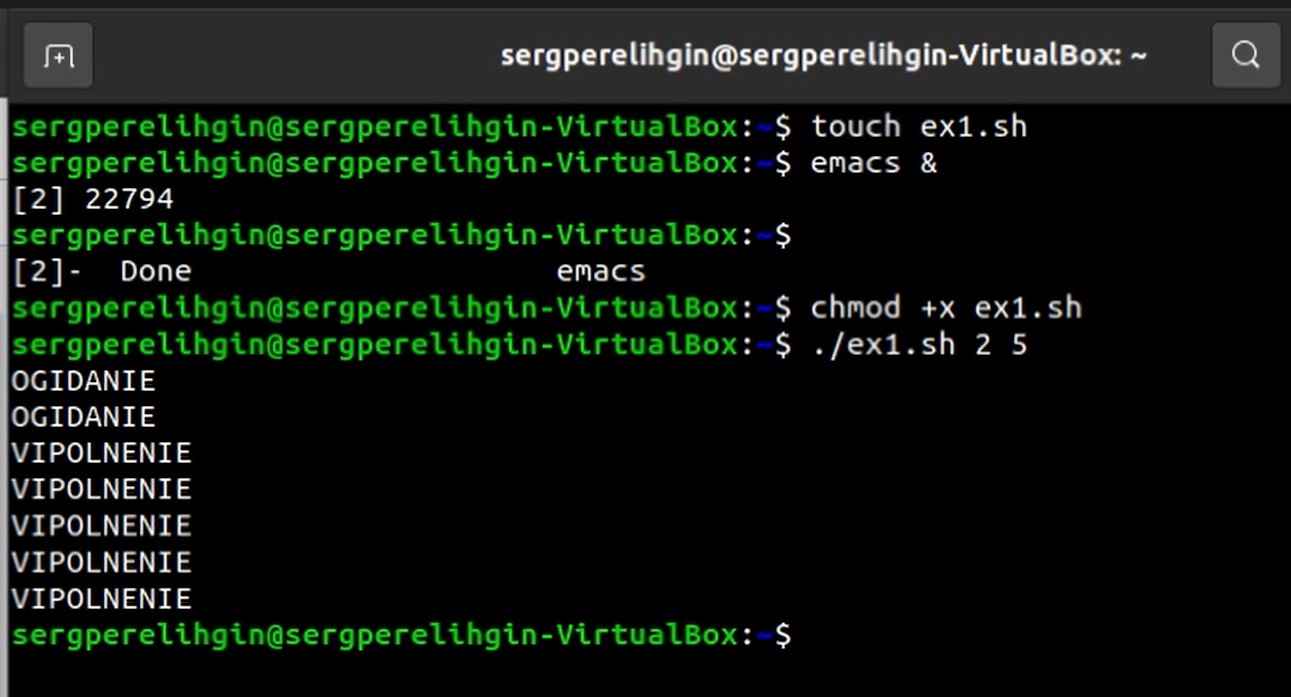 sergperelihgin@sergperelihgin-VirtualBox: ~
sergperelihgin@sergperelihgin-VirtualBox:~$ touch ex1.sh
sergperelihgin@sergperelihgin-VirtualBox:~$ emacs &
[2] 22794
sergperelihgin@sergperelihgin-VirtualBox:~$
[2]-  Done                    emacs
sergperelihgin@sergperelihgin-VirtualBox:~$ chmod +x ex1.sh
sergperelihgin@sergperelihgin-VirtualBox:~$ ./ex1.sh 2 5
OGIDANIE
OGIDANIE
VIPOLNENIE
VIPOLNENIE
VIPOLNENIE
VIPOLNENIE
VIPOLNENIE
sergperelihgin@sergperelihgin-VirtualBox:~$